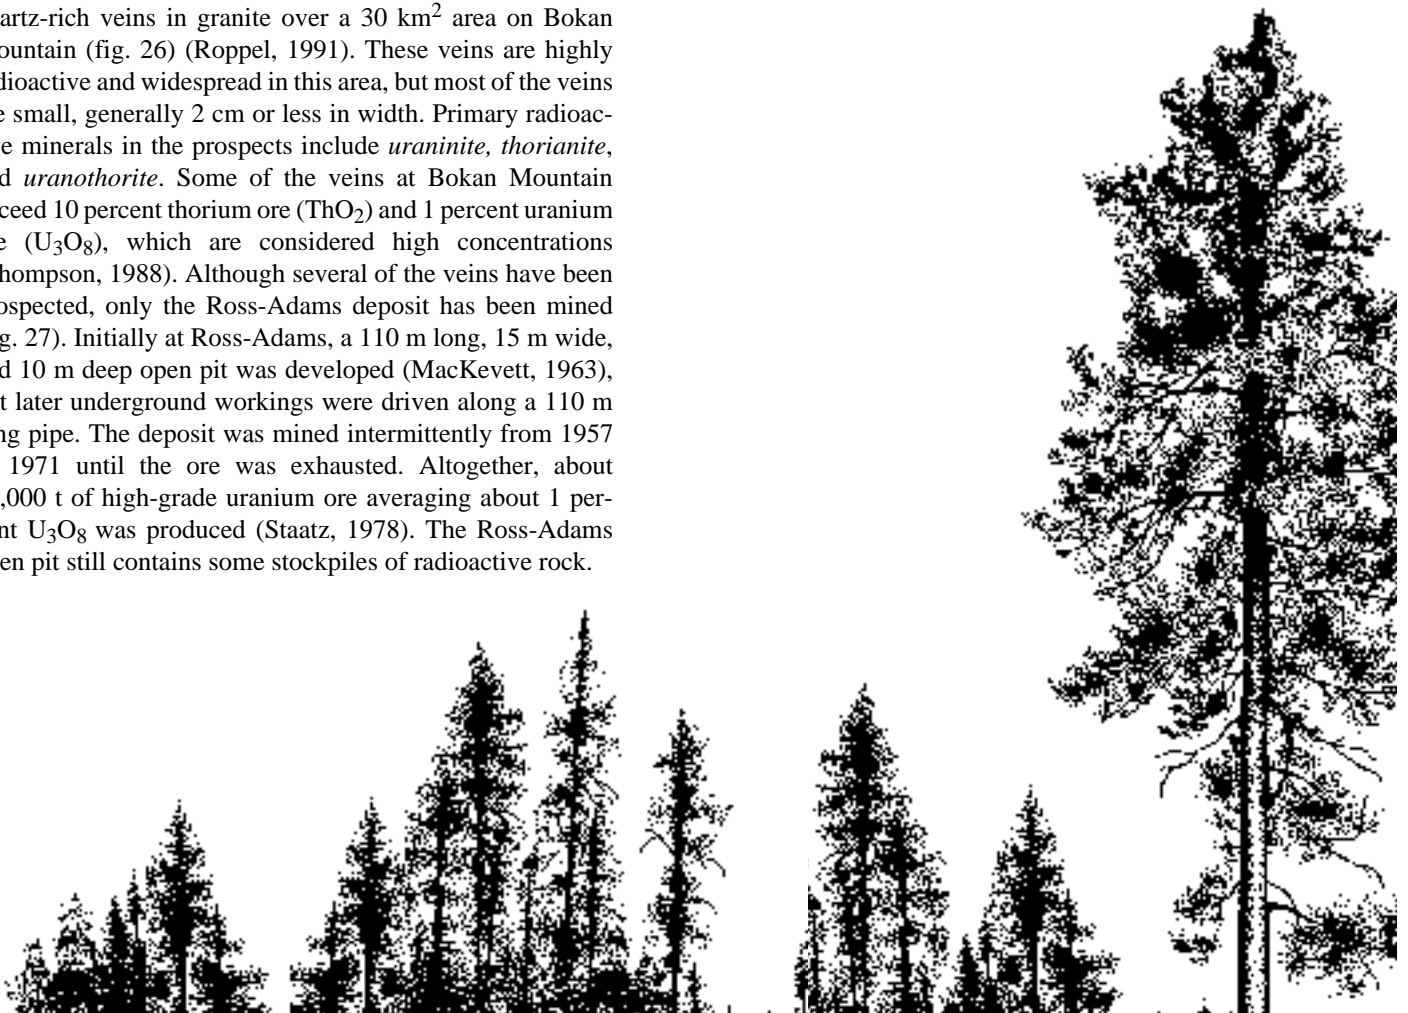 artz-rich veins in granite over a 30 km² area on Bokan
ountain (fig. 26) (Roppel, 1991). These veins are highly
dioactive and widespread in this area, but most of the veins
e small, generally 2 cm or less in width. Primary radioac-
ve minerals in the prospects include uraninite, thorianite,
d uranothorite. Some of the veins at Bokan Mountain
ceed 10 percent thorium ore (ThO₂) and 1 percent uranium
e (U₃O₈), which are considered high concentrations
hompson, 1988). Although several of the veins have been
ospected, only the Ross-Adams deposit has been mined
g. 27). Initially at Ross-Adams, a 110 m long, 15 m wide,
d 10 m deep open pit was developed (MacKevett, 1963),
t later underground workings were driven along a 110 m
ng pipe. The deposit was mined intermittently from 1957
1971 until the ore was exhausted. Altogether, about
,000 t of high-grade uranium ore averaging about 1 per-
nt U₃O₈ was produced (Staatz, 1978). The Ross-Adams
en pit still contains some stockpiles of radioactive rock.